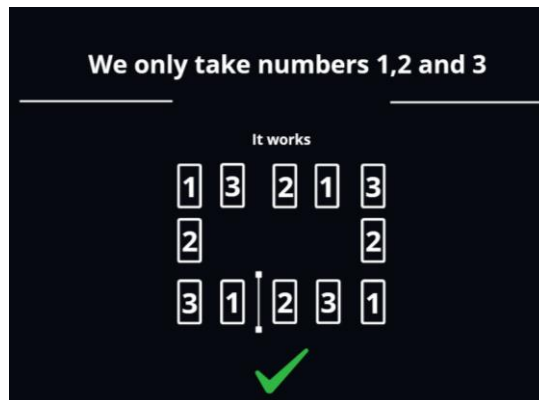 We only take numbers 1,2 and 3
It works
1 3 2 1 3
2 2
3 1 2 3 1